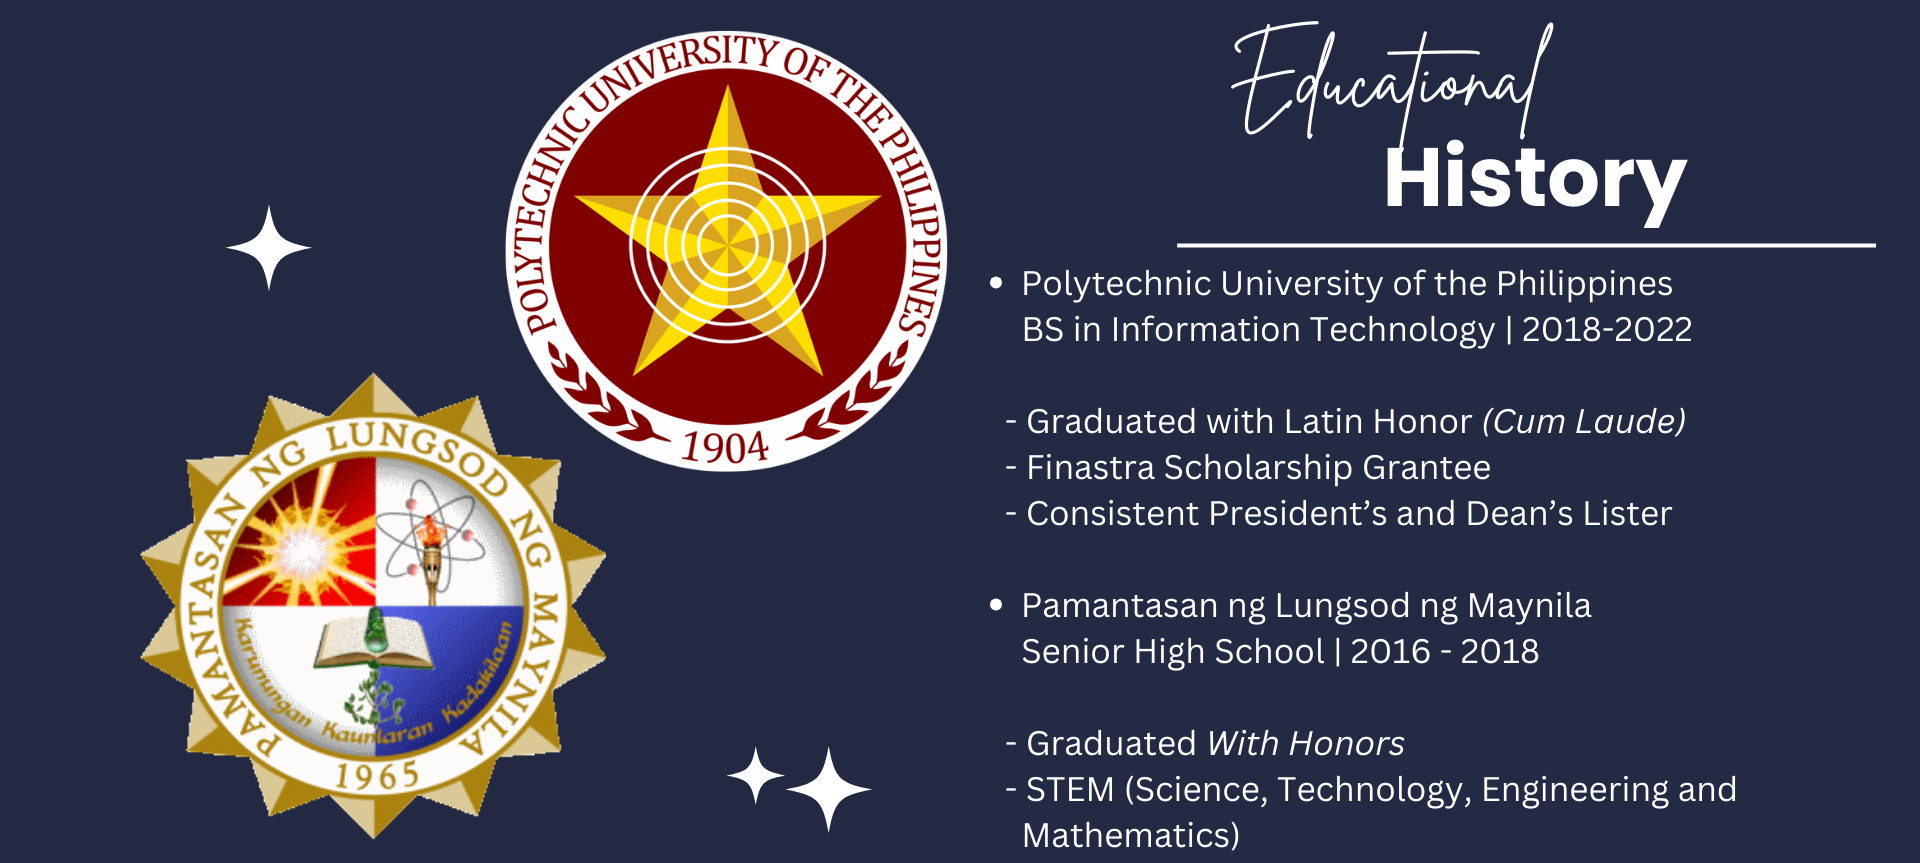 POLYTECHNIC UNIVERSITY OF THE PHILIPPINES
1904
PAMANTASAN NG LUNGSOD NG MAYNILA
Karunungan Kaunlaran Kadakilaan
1965
Educational
History
• Polytechnic University of the Philippines
BS in Information Technology | 2018-2022
- Graduated with Latin Honor (Cum Laude)
- Finastra Scholarship Grantee
- Consistent President’s and Dean’s Lister
• Pamantasan ng Lungsod ng Maynila
Senior High School | 2016 - 2018
- Graduated With Honors
- STEM (Science, Technology, Engineering and
Mathematics)